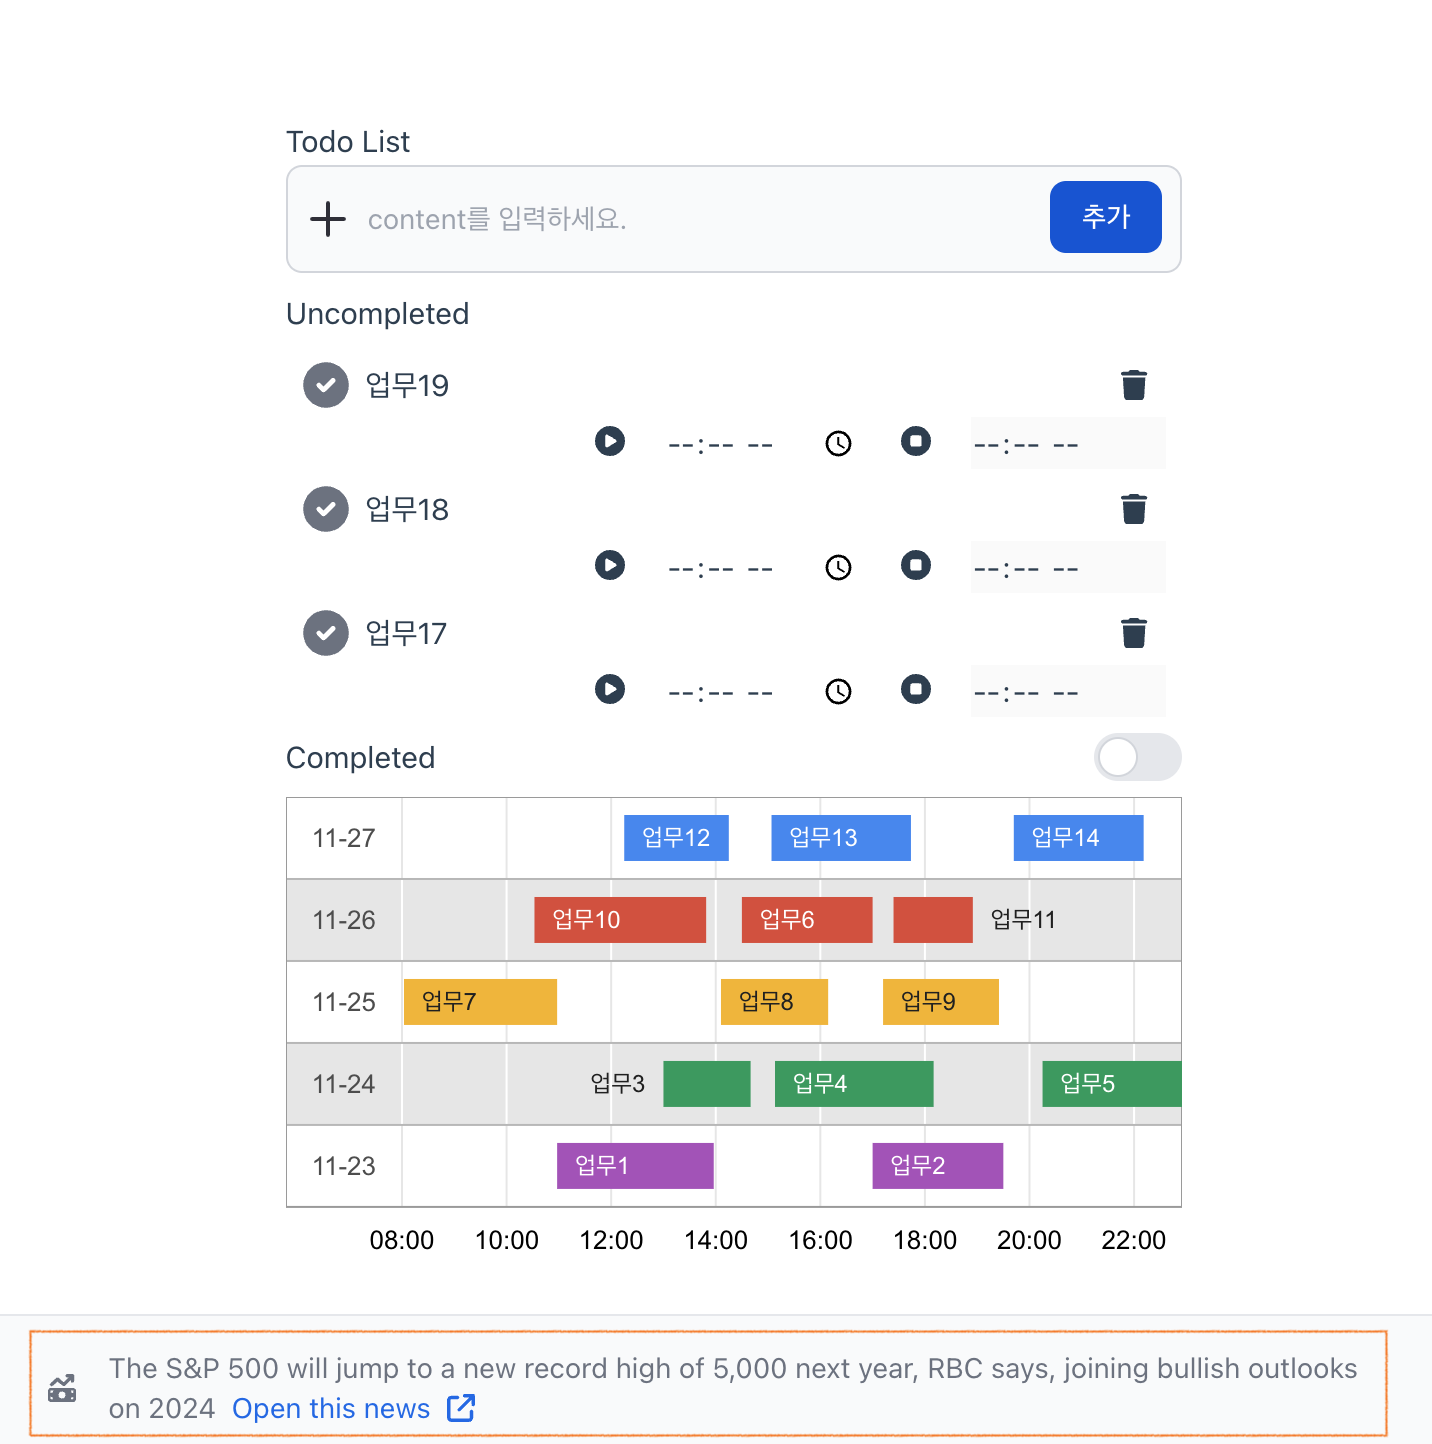 Todo List
content를 입력하세요. 추가
Uncompleted
업무19
--:-- -- --:-- --
업무18
--:-- -- --:-- --
업무17
--:-- -- --:-- --
Completed
11-27 업무12 업무13 업무14
11-26 업무10 업무6 업무11
11-25 업무7 업무8 업무9
11-24 업무3 업무4 업무5
11-23 업무1 업무2
08:00 10:00 12:00 14:00 16:00 18:00 20:00 22:00
The S&P 500 will jump to a new record high of 5,000 next year, RBC says, joining bullish outlooks
on 2024 Open this news